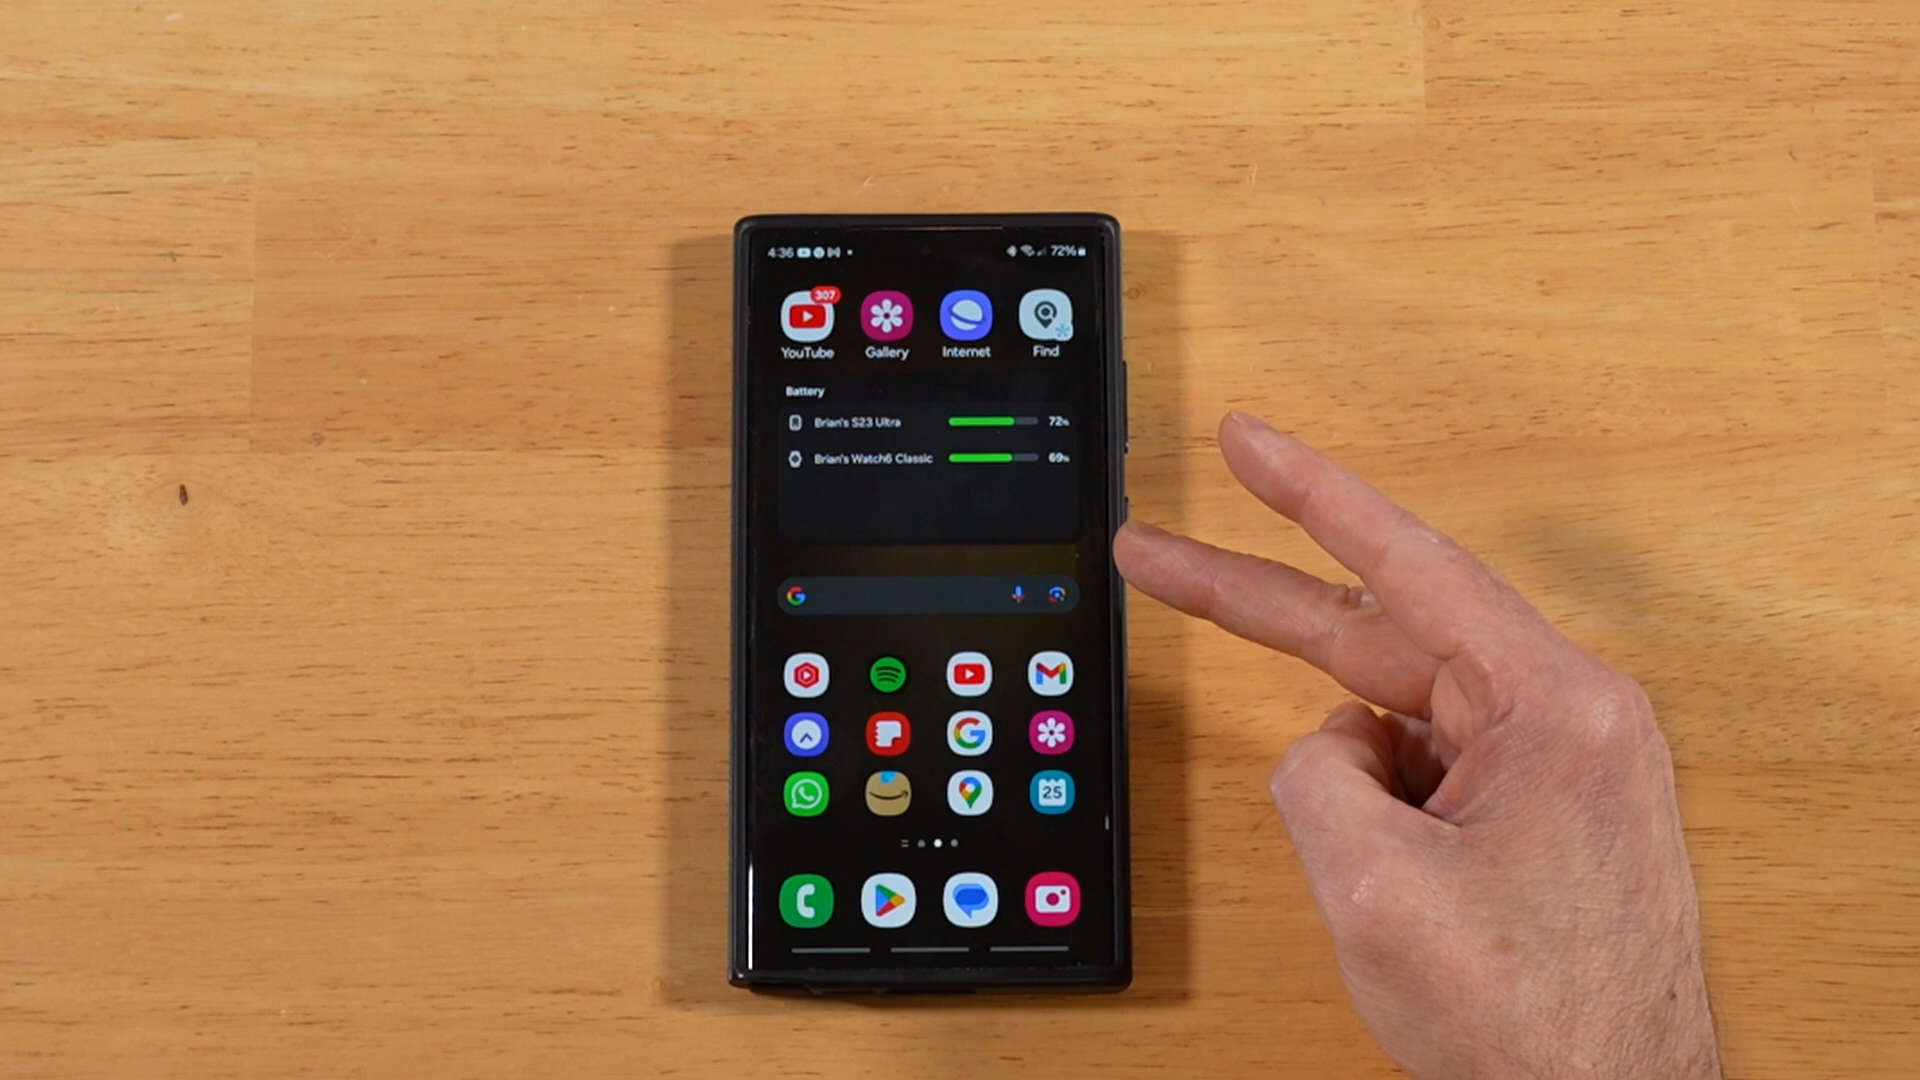 4:36 72%
307
YouTube Gallery Internet Find
Battery
Brian's S23 Ultra 72%
Brian's Watch6 Classic 69%
25